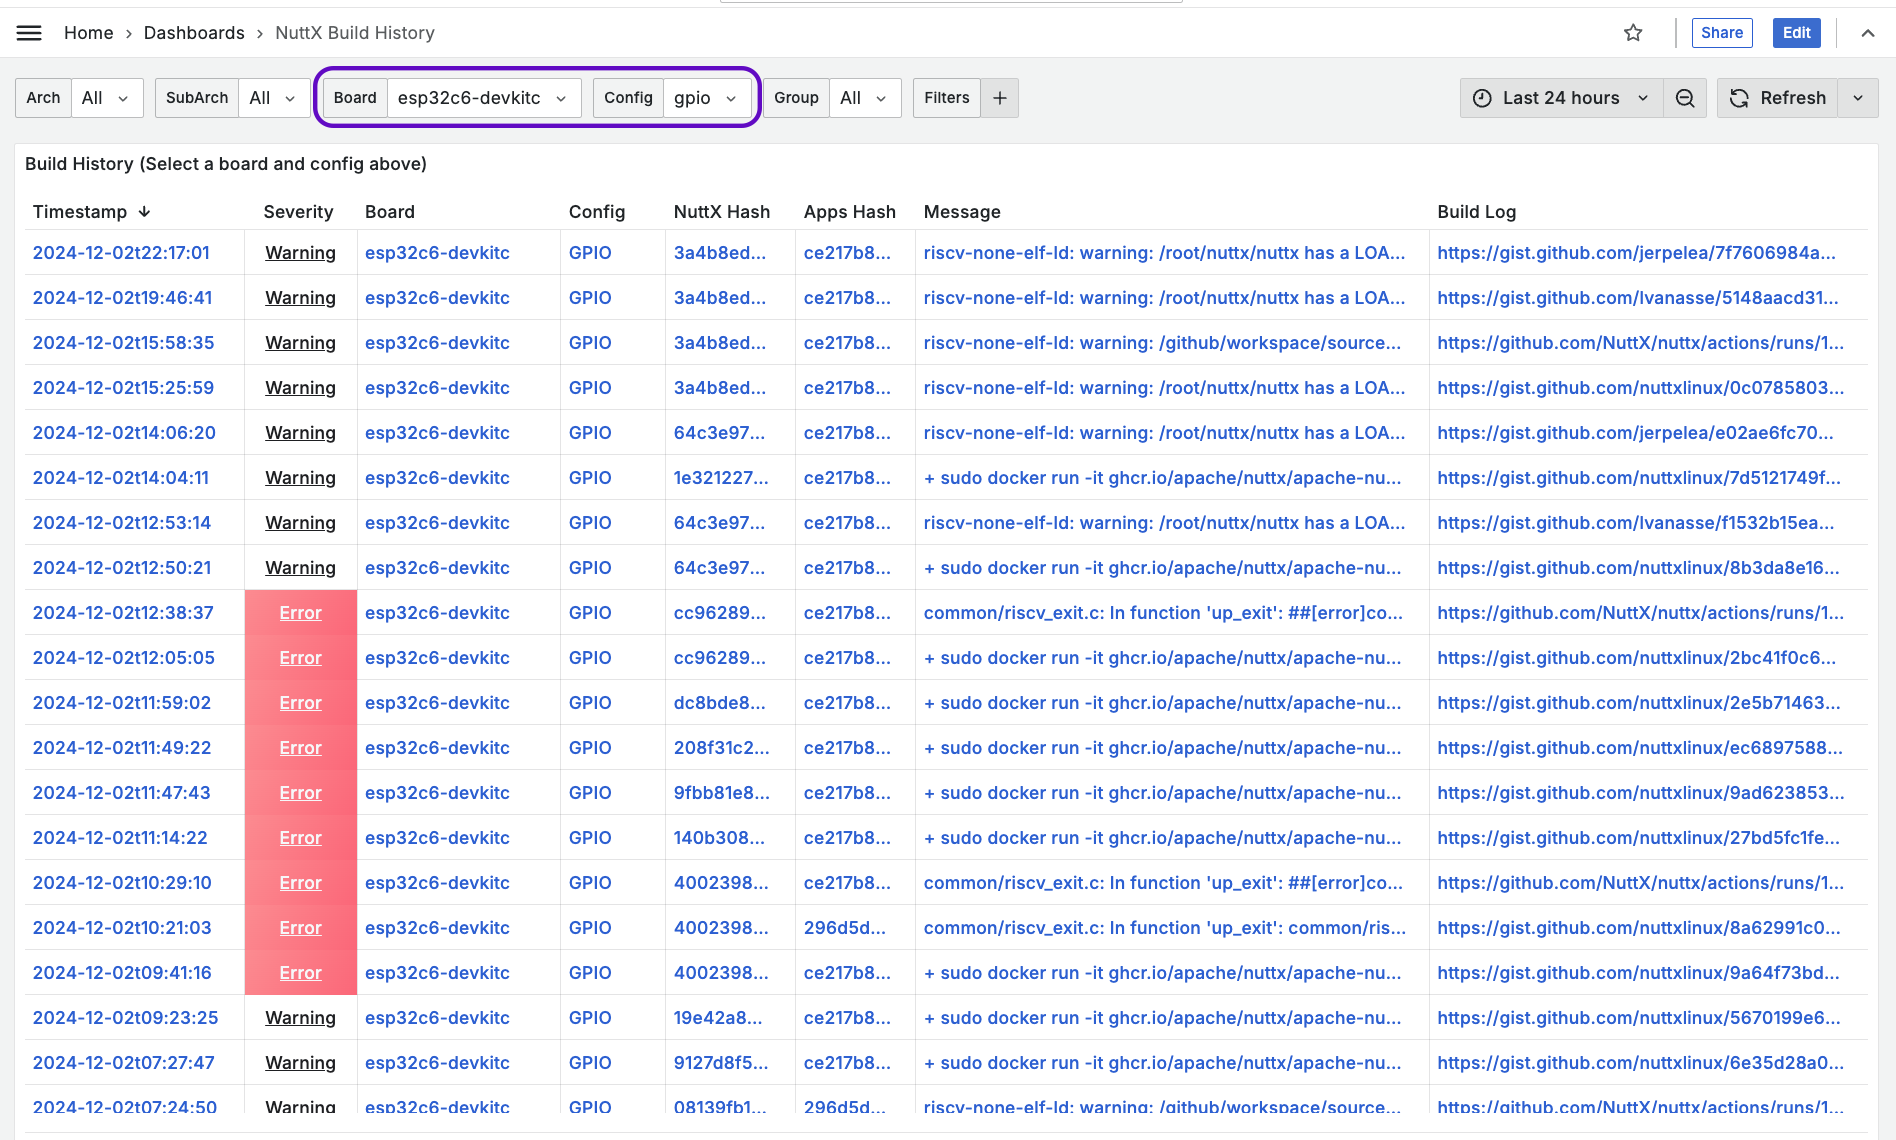 Home › Dashboards › NuttX Build History Share Edit
Arch All SubArch All Board esp32c6-devkitc Config gpio Group All Filters + Last 24 hours Refresh
Build History (Select a board and config above)
Timestamp ↓ Severity Board Config NuttX Hash Apps Hash Message Build Log
2024-12-02t22:17:01 Warning esp32c6-devkitc GPIO 3a4b8ed... ce217b8... riscv-none-elf-ld: warning: /root/nuttx/nuttx has a LOA... https://gist.github.com/jerpelea/7f7606984a...
2024-12-02t19:46:41 Warning esp32c6-devkitc GPIO 3a4b8ed... ce217b8... riscv-none-elf-ld: warning: /root/nuttx/nuttx has a LOA... https://gist.github.com/lvanasse/5148aacd31...
2024-12-02t15:58:35 Warning esp32c6-devkitc GPIO 3a4b8ed... ce217b8... riscv-none-elf-ld: warning: /github/workspace/source... https://github.com/NuttX/nuttx/actions/runs/1...
2024-12-02t15:25:59 Warning esp32c6-devkitc GPIO 3a4b8ed... ce217b8... riscv-none-elf-ld: warning: /root/nuttx/nuttx has a LOA... https://gist.github.com/nuttxlinux/0c0785803...
2024-12-02t14:06:20 Warning esp32c6-devkitc GPIO 64c3e97... ce217b8... riscv-none-elf-ld: warning: /root/nuttx/nuttx has a LOA... https://gist.github.com/jerpelea/e02ae6fc70...
2024-12-02t14:04:11 Warning esp32c6-devkitc GPIO 1e321227... ce217b8... + sudo docker run -it ghcr.io/apache/nuttx/apache-nu... https://gist.github.com/nuttxlinux/7d5121749f...
2024-12-02t12:53:14 Warning esp32c6-devkitc GPIO 64c3e97... ce217b8... riscv-none-elf-ld: warning: /root/nuttx/nuttx has a LOA... https://gist.github.com/lvanasse/f1532b15ea...
2024-12-02t12:50:21 Warning esp32c6-devkitc GPIO 64c3e97... ce217b8... + sudo docker run -it ghcr.io/apache/nuttx/apache-nu... https://gist.github.com/nuttxlinux/8b3da8e16...
2024-12-02t12:38:37 Error esp32c6-devkitc GPIO cc96289... ce217b8... common/riscv_exit.c: In function 'up_exit': ##[error]co... https://github.com/NuttX/nuttx/actions/runs/1...
2024-12-02t12:05:05 Error esp32c6-devkitc GPIO cc96289... ce217b8... + sudo docker run -it ghcr.io/apache/nuttx/apache-nu... https://gist.github.com/nuttxlinux/2bc41f0c6...
2024-12-02t11:59:02 Error esp32c6-devkitc GPIO dc8bde8... ce217b8... + sudo docker run -it ghcr.io/apache/nuttx/apache-nu... https://gist.github.com/nuttxlinux/2e5b71463...
2024-12-02t11:49:22 Error esp32c6-devkitc GPIO 208f31c2... ce217b8... + sudo docker run -it ghcr.io/apache/nuttx/apache-nu... https://gist.github.com/nuttxlinux/ec6897588...
2024-12-02t11:47:43 Error esp32c6-devkitc GPIO 9fbb81e8... ce217b8... + sudo docker run -it ghcr.io/apache/nuttx/apache-nu... https://gist.github.com/nuttxlinux/9ad623853...
2024-12-02t11:14:22 Error esp32c6-devkitc GPIO 140b308... ce217b8... + sudo docker run -it ghcr.io/apache/nuttx/apache-nu... https://gist.github.com/nuttxlinux/27bd5fc1fe...
2024-12-02t10:29:10 Error esp32c6-devkitc GPIO 4002398... ce217b8... common/riscv_exit.c: In function 'up_exit': ##[error]co... https://github.com/NuttX/nuttx/actions/runs/1...
2024-12-02t10:21:03 Error esp32c6-devkitc GPIO 4002398... 296d5d... common/riscv_exit.c: In function 'up_exit': common/ris... https://gist.github.com/nuttxlinux/8a62991c0...
2024-12-02t09:41:16 Error esp32c6-devkitc GPIO 4002398... ce217b8... + sudo docker run -it ghcr.io/apache/nuttx/apache-nu... https://gist.github.com/nuttxlinux/9a64f73bd...
2024-12-02t09:23:25 Warning esp32c6-devkitc GPIO 19e42a8... ce217b8... + sudo docker run -it ghcr.io/apache/nuttx/apache-nu... https://gist.github.com/nuttxlinux/5670199e6...
2024-12-02t07:27:47 Warning esp32c6-devkitc GPIO 9127d8f5... ce217b8... + sudo docker run -it ghcr.io/apache/nuttx/apache-nu... https://gist.github.com/nuttxlinux/6e35d28a0...
2024-12-02t07:24:50 Warning esp32c6-devkitc GPIO 08139fb1... 296d5d... riscv-none-elf-ld: warning: /github/workspace/source... https://github.com/NuttX/nuttx/actions/runs/1...